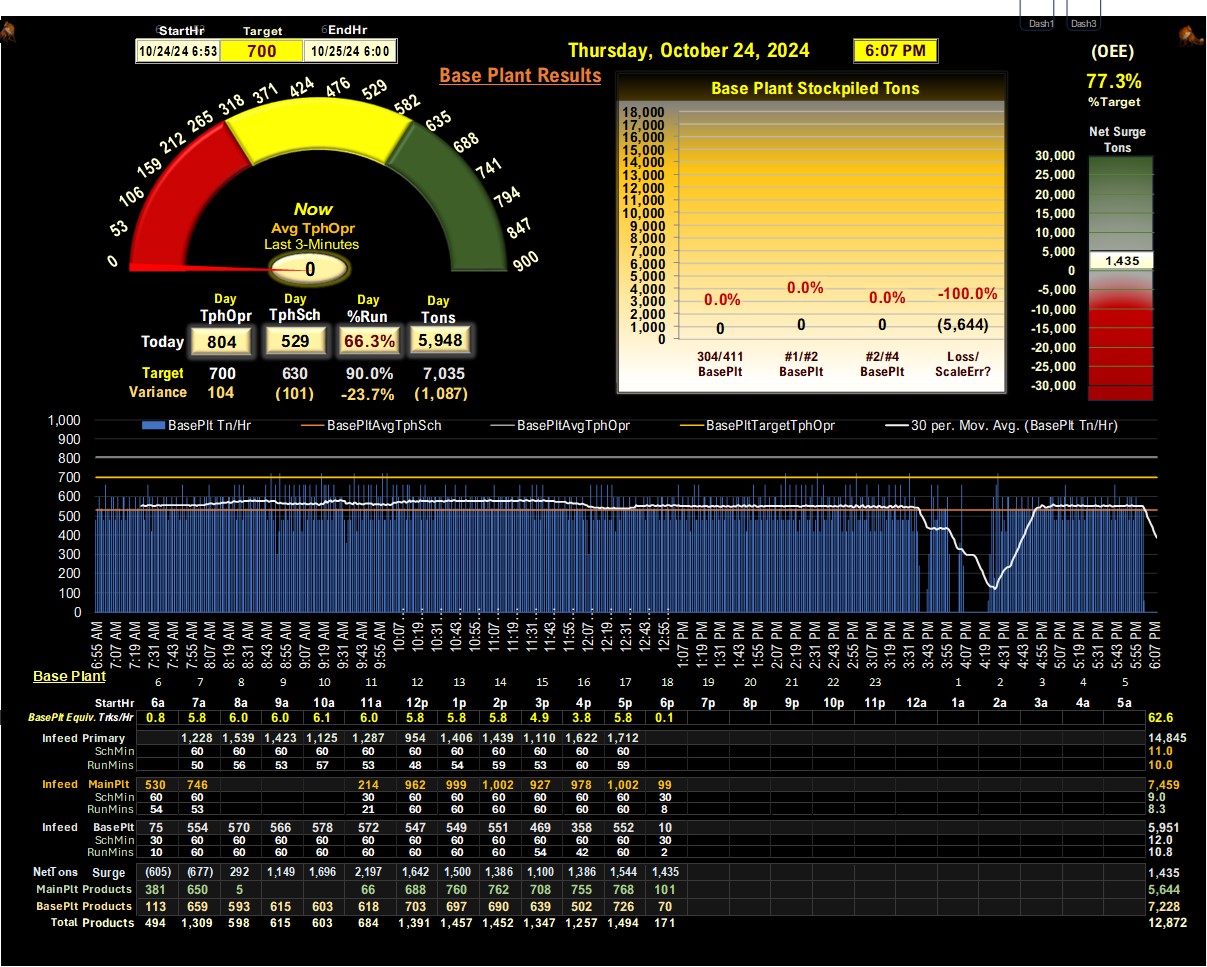 Dash1 Dash3
StartHr Target EndHr
10/24/24 6:53 700 10/25/24 6:00
Thursday, October 24, 2024 6:07 PM
(OEE)
77.3%
%Target
Base Plant Results
Base Plant Stockpiled Tons
0 53 106 159 212 265 318 371 424 476 529 582 635 688 741 794 847 900
Now
Avg TphOpr
Last 3-Minutes
0
18,000
17,000
16,000
15,000
14,000
13,000
12,000
11,000
10,000
9,000
8,000
7,000
6,000
5,000
4,000
3,000
2,000
1,000
0
0.0% 0.0% 0.0% -100.0%
0 0 0 (5,644)
304/411 #1/#2 #2/#4 Loss/
BasePlt BasePlt BasePlt ScaleErr?
Net Surge
Tons
30,000
25,000
20,000
15,000
10,000
5,000
1,435
0
-5,000
-10,000
-15,000
-20,000
-25,000
-30,000
Day Day Day Day
TphOpr TphSch %Run Tons
Today 804 529 66.3% 5,948
Target 700 630 90.0% 7,035
Variance 104 (101) -23.7% (1,087)
BasePlt Tn/Hr BasePltAvgTphSch BasePltAvgTphOpr BasePltTargetTphOpr 30 per. Mov. Avg. (BasePlt Tn/Hr)
1,000
900
800
700
600
500
400
300
200
100
0
6:55 AM 7:07 AM 7:19 AM 7:31 AM 7:43 AM 7:55 AM 8:07 AM 8:19 AM 8:31 AM 8:43 AM 8:55 AM 9:07 AM 9:19 AM 9:31 AM 9:43 AM 9:55 AM 10:07... 10:19... 10:31... 10:43... 10:55... 11:07... 11:19... 11:31... 11:43... 11:55... 12:07... 12:19... 12:31... 12:43... 12:55... 1:07 PM 1:19 PM 1:31 PM 1:43 PM 1:55 PM 2:07 PM 2:19 PM 2:31 PM 2:43 PM 2:55 PM 3:07 PM 3:19 PM 3:31 PM 3:43 PM 3:55 PM 4:07 PM 4:19 PM 4:31 PM 4:43 PM 4:55 PM 5:07 PM 5:19 PM 5:31 PM 5:43 PM 5:55 PM 6:07 PM
Base Plant
6 7 8 9 10 11 12 13 14 15 16 17 18 19 20 21 22 23 1 2 3 4 5
StartHr 6a 7a 8a 9a 10a 11a 12p 1p 2p 3p 4p 5p 6p 7p 8p 9p 10p 11p 12a 1a 2a 3a 4a 5a
BasePlt Equiv. Trks/Hr 0.8 5.8 6.0 6.0 6.1 6.0 5.8 5.8 5.8 4.9 3.8 5.8 0.1 62.6
Infeed Primary 1,228 1,539 1,423 1,125 1,287 954 1,406 1,439 1,110 1,622 1,712 14,845
SchMin 60 60 60 60 60 60 60 60 60 60 60 11.0
RunMins 50 56 53 57 53 48 54 59 53 60 59 10.0
Infeed MainPlt 530 746 214 962 999 1,002 927 978 1,002 99 7,459
SchMin 60 60 30 60 60 60 60 60 60 30 9.0
RunMins 54 53 21 60 60 60 60 60 60 8 8.3
Infeed BasePlt 75 554 570 566 578 572 547 549 551 469 358 552 10 5,951
SchMin 30 60 60 60 60 60 60 60 60 60 60 60 30 12.0
RunMins 10 60 60 60 60 60 60 60 60 54 42 60 2 10.8
NetTons Surge (605) (677) 292 1,149 1,696 2,197 1,642 1,500 1,386 1,100 1,386 1,544 1,435 1,435
MainPlt Products 381 650 5 66 688 760 762 708 755 768 101 5,644
BasePlt Products 113 659 593 615 603 618 703 697 690 639 502 726 70 7,228
Total Products 494 1,309 598 615 603 684 1,391 1,457 1,452 1,347 1,257 1,494 171 12,872